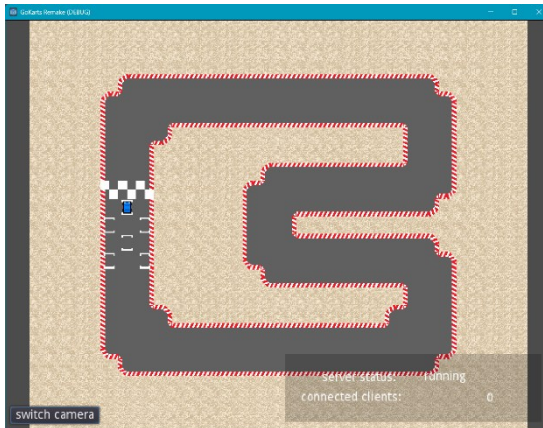 GoKarts Remake (DEBUG)
server status: running
connected clients: 0
switch camera